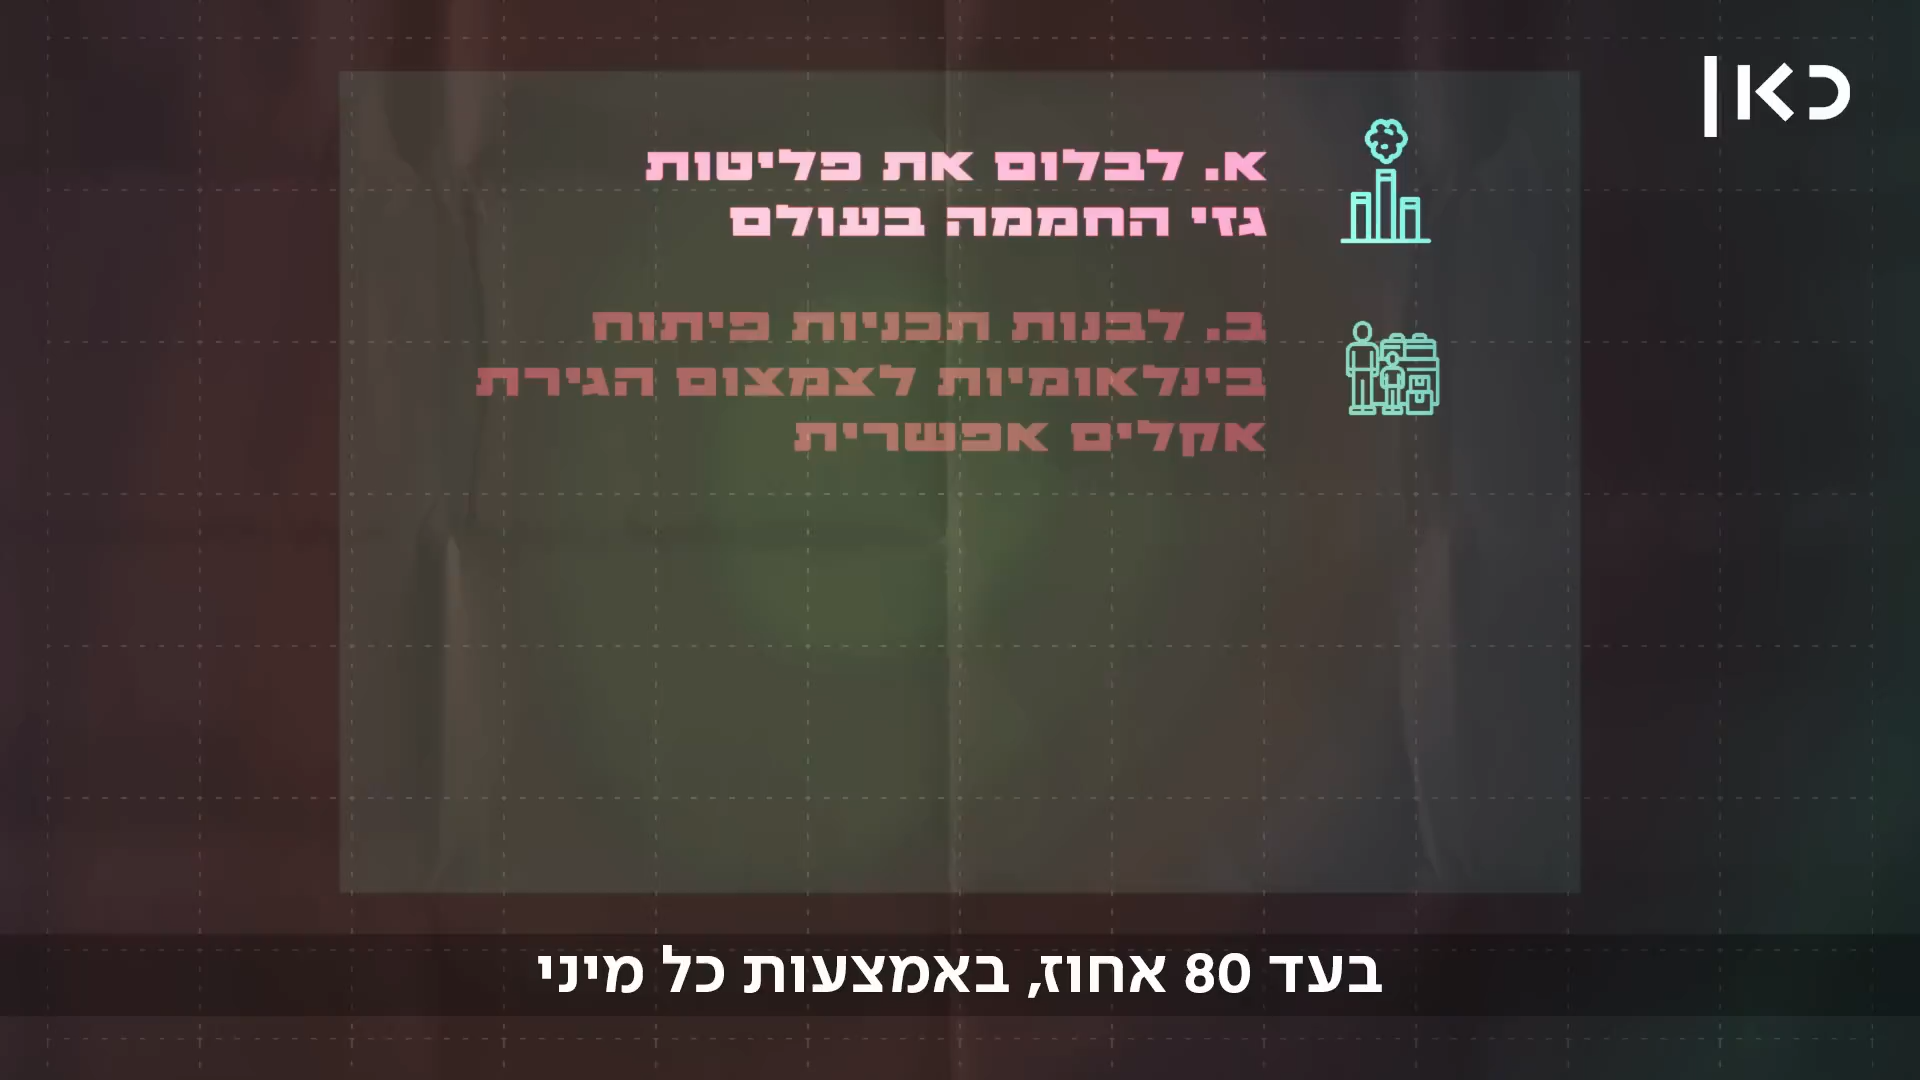 כאן
א. לבלום את פליטות
גזי החממה בעולם
ב. לבנות תכניות פיתוח
בינלאומיות לצמצום הגירת
אקלים אפשרית
בעד 80 אחוז, באמצעות כל מיני